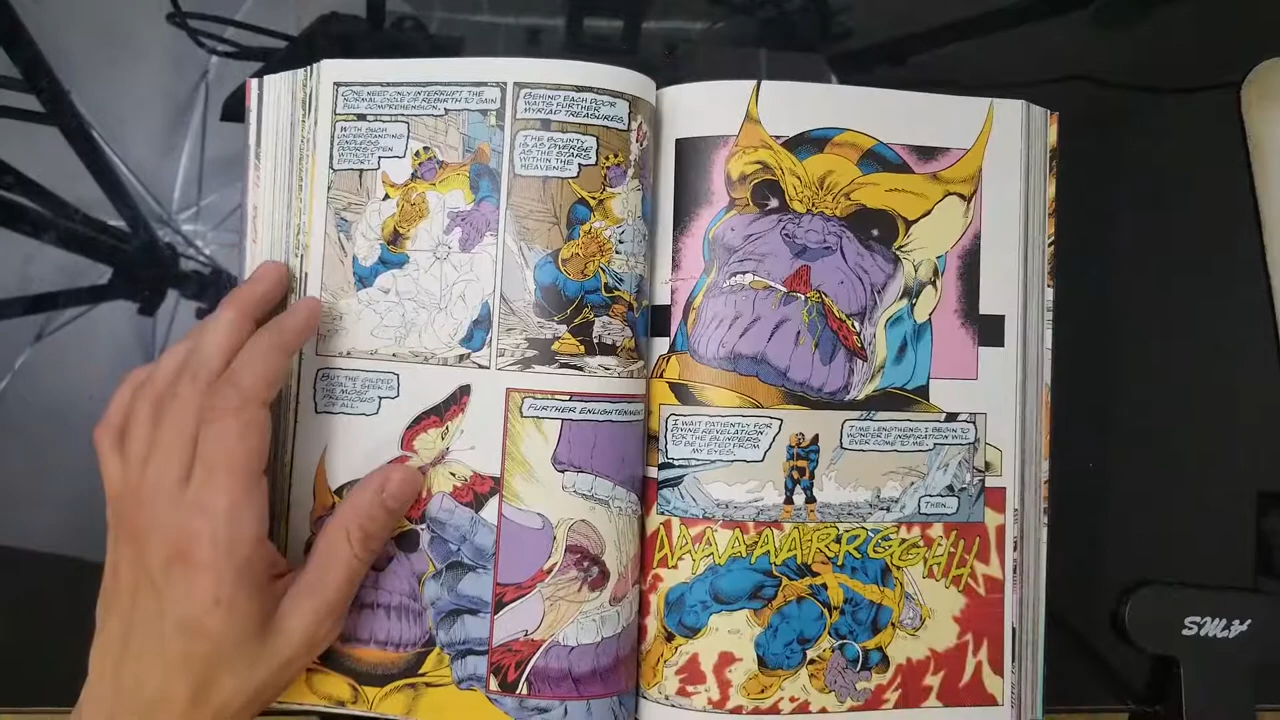 ONE NEED ONLY INTERRUPT THE
NORMAL CYCLE OF REBIRTH TO GAIN
FULL COMPREHENSION.
WITH SUCH
UNDERSTANDING
ENDLESS
DOORS OPEN
WITHOUT
EFFORT.
BEHIND EACH DOOR
WAITS FURTHER
MYRIAD TREASURES.
THE BOUNTY
IS AS DIVERSE
AS THE STARS
WITHIN THE
HEAVENS.
BUT THE GILDED
GOAL I SEEK IS
THE MOST
PRECIOUS
OF ALL.
FURTHER ENLIGHTENMENT.
I WAIT PATIENTLY FOR
DIVINE REVELATION,
FOR THE BLINDERS
TO BE LIFTED FROM
MY EYES.
TIME LENGTHENS. I BEGIN TO
WONDER IF INSPIRATION WILL
EVER COME TO ME.
THEN...
AAAAAARRGGGHH